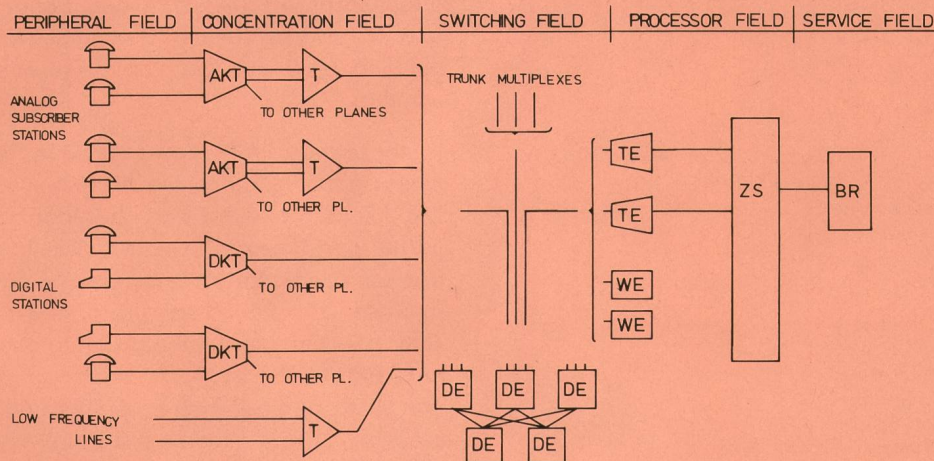 PERIPHERAL FIELD CONCENTRATION FIELD SWITCHING FIELD PROCESSOR FIELD SERVICE FIELD
ANALOG
SUBSCRIBER
STATIONS
AKT T
TO OTHER PLANES
AKT T
TO OTHER PL.
DIGITAL
STATIONS
DKT
TO OTHER PL.
DKT
TO OTHER PL.
LOW FREQUENCY
LINES
T
TRUNK MULTIPLEXES
DE DE DE
DE DE
TE
TE
WE
WE
ZS
BR